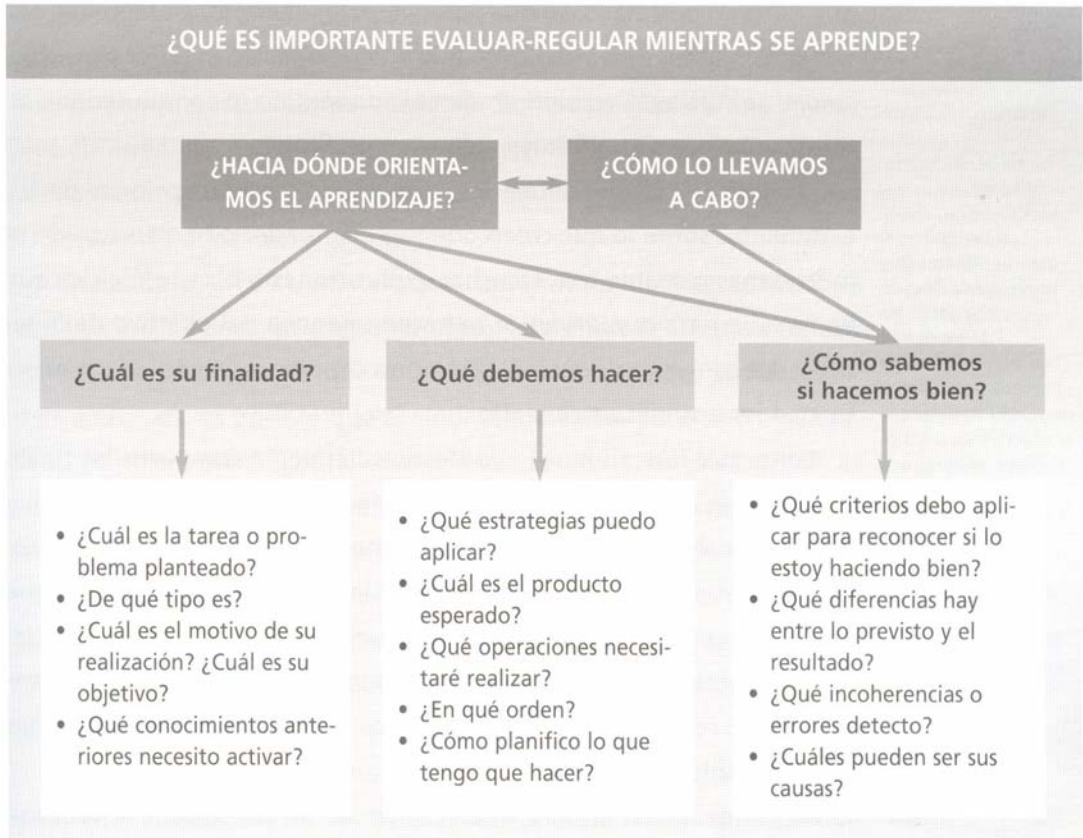 ¿QUÉ ES IMPORTANTE EVALUAR-REGULAR MIENTRAS SE APRENDE?
¿HACIA DÓNDE ORIENTA-
MOS EL APRENDIZAJE?
¿CÓMO LO LLEVAMOS
A CABO?
¿Cuál es su finalidad?
¿Qué debemos hacer?
¿Cómo sabemos
si hacemos bien?
• ¿Cuál es la tarea o pro-
blema planteado?
• ¿De qué tipo es?
• ¿Cuál es el motivo de su
realización? ¿Cuál es su
objetivo?
• ¿Qué conocimientos ante-
riores necesito activar?
• ¿Qué estrategias puedo
aplicar?
• ¿Cuál es el producto
esperado?
• ¿Qué operaciones necesi-
taré realizar?
• ¿En qué orden?
• ¿Cómo planifico lo que
tengo que hacer?
• ¿Qué criterios debo apli-
car para reconocer si lo
estoy haciendo bien?
• ¿Qué diferencias hay
entre lo previsto y el
resultado?
• ¿Qué incoherencias o
errores detecto?
• ¿Cuáles pueden ser sus
causas?